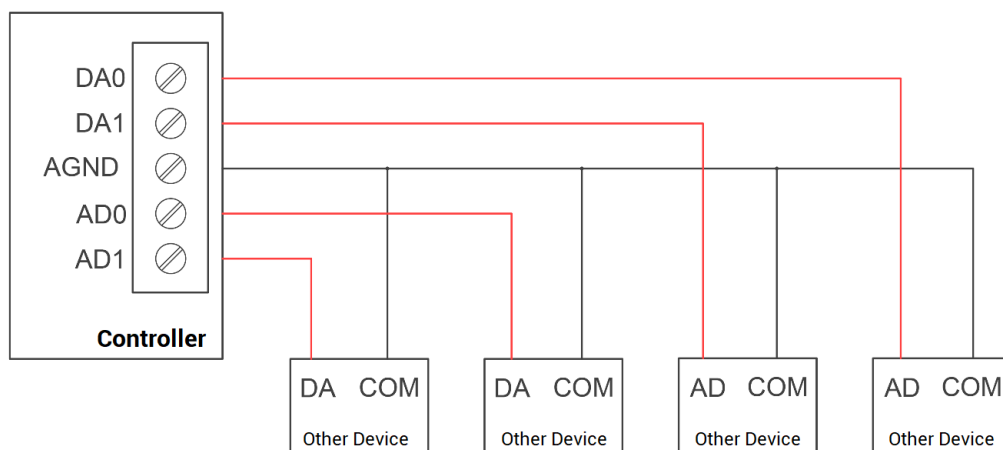 DA0
DA1
AGND
AD0
AD1
Controller
DA COM
Other Device
DA COM
Other Device
AD COM
Other Device
AD COM
Other Device